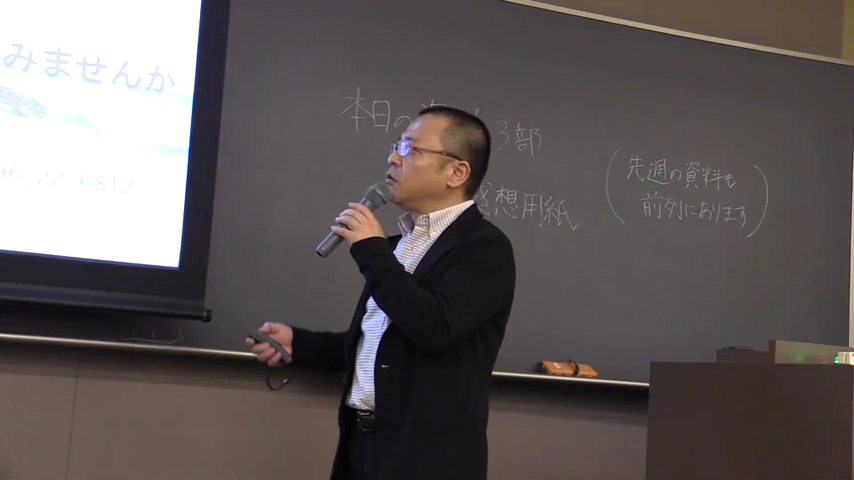 みませんか
96-22-6812
本日の
3部
感想用紙
(先週の資料も
前列にあります)